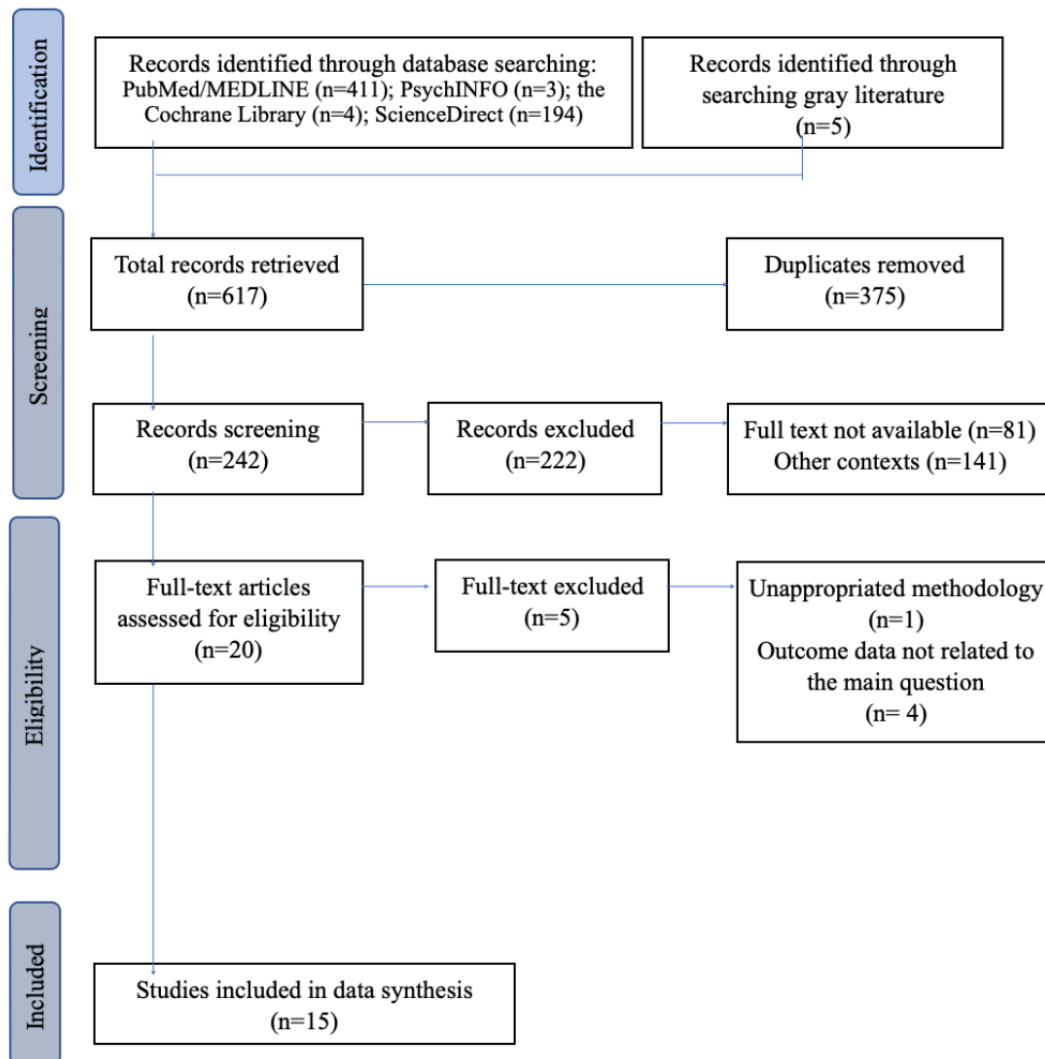 Identification
Records identified through database searching:
PubMed/MEDLINE (n=411); PsychINFO (n=3); the
Cochrane Library (n=4); ScienceDirect (n=194)
Records identified through
searching gray literature
(n=5)
Screening
Total records retrieved
(n=617)
Duplicates removed
(n=375)
Records screening
(n=242)
Records excluded
(n=222)
Full text not available (n=81)
Other contexts (n=141)
Eligibility
Full-text articles
assessed for eligibility
(n=20)
Full-text excluded
(n=5)
Unappropriated methodology
(n=1)
Outcome data not related to
the main question
(n= 4)
Included
Studies included in data synthesis
(n=15)